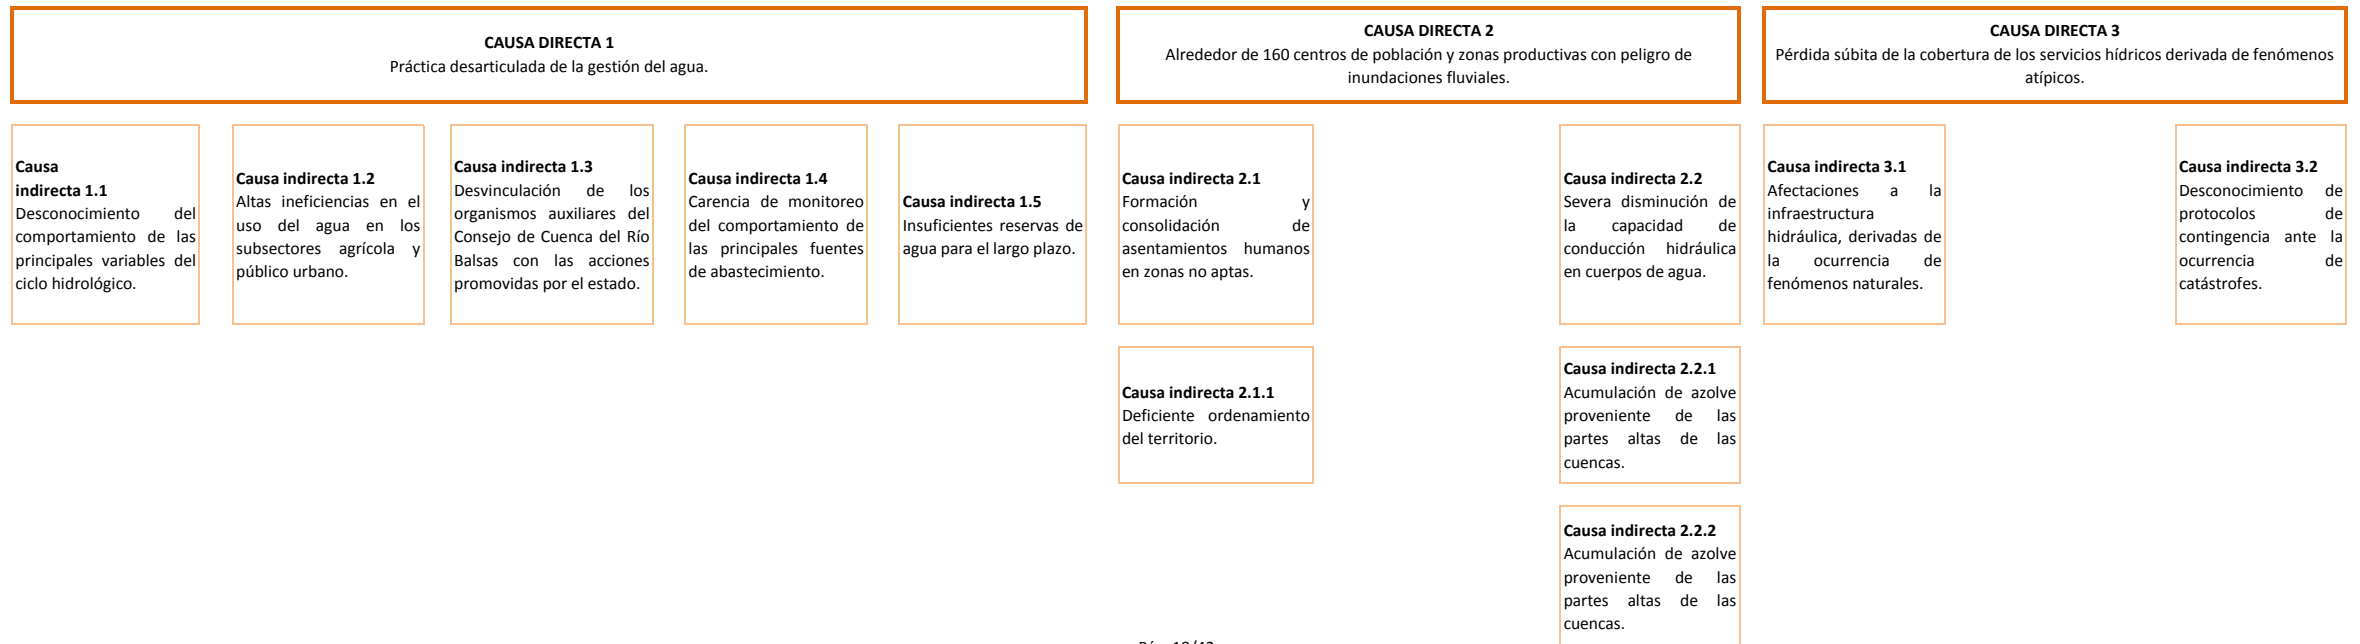 CAUSA DIRECTA 1
Práctica desarticulada de la gestión del agua.
CAUSA DIRECTA 2
Alrededor de 160 centros de población y zonas productivas con peligro de
inundaciones fluviales.
CAUSA DIRECTA 3
Pérdida súbita de la cobertura de los servicios hídricos derivada de fenómenos
atípicos.
Causa
indirecta 1.1
Desconocimiento del
comportamiento de las
principales variables del
ciclo hidrológico.
Causa indirecta 1.2
Altas ineficiencias en el
uso del agua en los
subsectores agrícola y
público urbano.
Causa indirecta 1.3
Desvinculación de los
organismos auxiliares del
Consejo de Cuenca del Río
Balsas con las acciones
promovidas por el estado.
Causa indirecta 1.4
Carencia de monitoreo
del comportamiento de
las principales fuentes
de abastecimiento.
Causa indirecta 1.5
Insuficientes reservas de
agua para el largo plazo.
Causa indirecta 2.1
Formación y
consolidación de
asentamientos humanos
en zonas no aptas.
Causa indirecta 2.2
Severa disminución de
la capacidad de
conducción hidráulica
en cuerpos de agua.
Causa indirecta 3.1
Afectaciones a la
infraestructura
hidráulica, derivadas de
la ocurrencia de
fenómenos naturales.
Causa indirecta 3.2
Desconocimiento de
protocolos de
contingencia ante la
ocurrencia de
catástrofes.
Causa indirecta 2.1.1
Deficiente ordenamiento
del territorio.
Causa indirecta 2.2.1
Acumulación de azolve
proveniente de las
partes altas de las
cuencas.
Causa indirecta 2.2.2
Acumulación de azolve
proveniente de las
partes altas de las
cuencas.